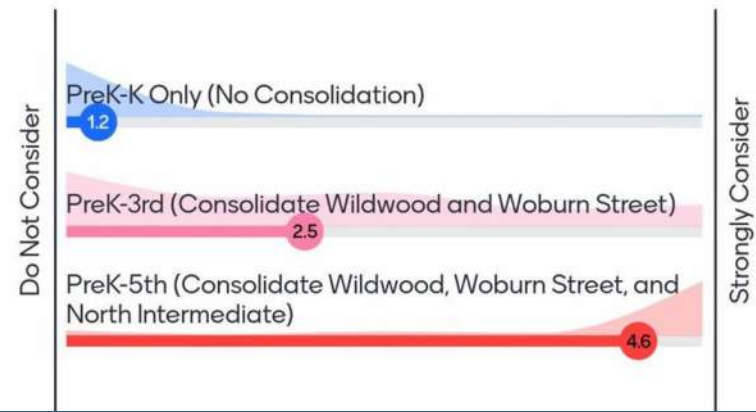 Do Not Consider
PreK-K Only (No Consolidation)
1.2
PreK-3rd (Consolidate Wildwood and Woburn Street)
2.5
PreK-5th (Consolidate Wildwood, Woburn Street, and
North Intermediate)
4.6
Strongly Consider